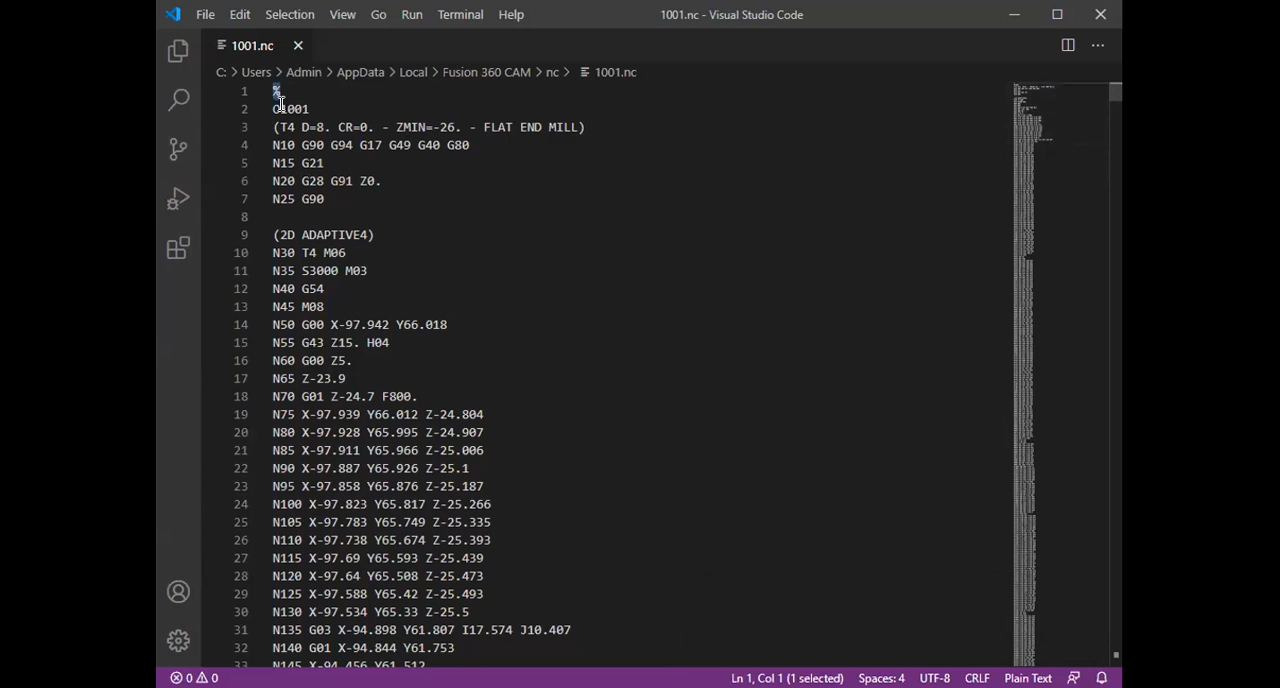 File Edit Selection View Go Run Terminal Help 1001.nc - Visual Studio Code
1001.nc
C: > Users > Admin > AppData > Local > Fusion 360 CAM > nc > 1001.nc
1 %
2 O1001
3 (T4 D=8. CR=0. - ZMIN=-26. - FLAT END MILL)
4 N10 G90 G94 G17 G49 G40 G80
5 N15 G21
6 N20 G28 G91 Z0.
7 N25 G90
8
9 (2D ADAPTIVE4)
10 N30 T4 M06
11 N35 S3000 M03
12 N40 G54
13 N45 M08
14 N50 G00 X-97.942 Y66.018
15 N55 G43 Z15. H04
16 N60 G00 Z5.
17 N65 Z-23.9
18 N70 G01 Z-24.7 F800.
19 N75 X-97.939 Y66.012 Z-24.804
20 N80 X-97.928 Y65.995 Z-24.907
21 N85 X-97.911 Y65.966 Z-25.006
22 N90 X-97.887 Y65.926 Z-25.1
23 N95 X-97.858 Y65.876 Z-25.187
24 N100 X-97.823 Y65.817 Z-25.266
25 N105 X-97.783 Y65.749 Z-25.335
26 N110 X-97.738 Y65.674 Z-25.393
27 N115 X-97.69 Y65.593 Z-25.439
28 N120 X-97.64 Y65.508 Z-25.473
29 N125 X-97.588 Y65.42 Z-25.493
30 N130 X-97.534 Y65.33 Z-25.5
31 N135 G03 X-94.898 Y61.807 I17.574 J10.407
32 N140 G01 X-94.844 Y61.753
33 N145 X-94.456 Y61.512
0 0 Ln 1, Col 1 (1 selected) Spaces: 4 UTF-8 CRLF Plain Text